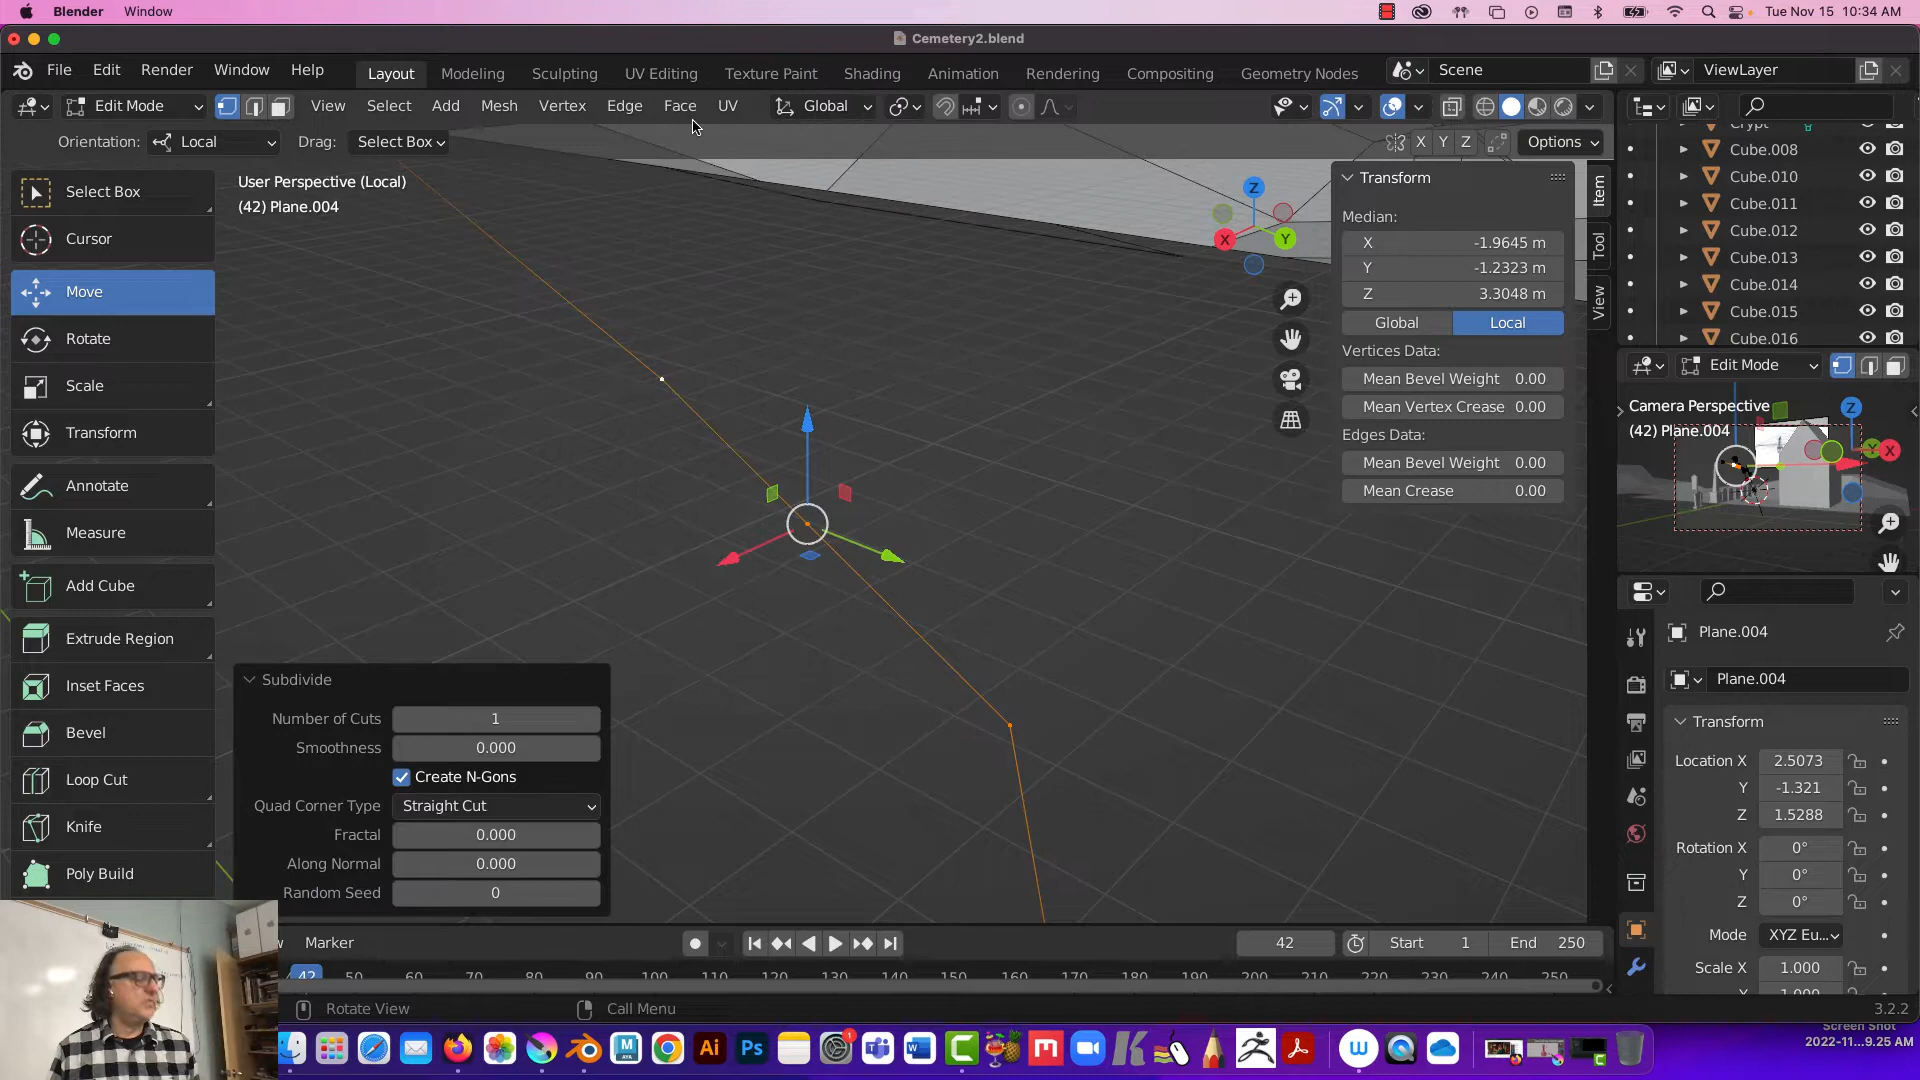 Blender Window
Tue Nov 15 10:34 AM
Cemetery2.blend
File Edit Render Window Help
Layout Modeling Sculpting UV Editing Texture Paint Shading Animation Rendering Compositing Geometry Nodes
Scene
ViewLayer
Edit Mode
View Select Add Mesh Vertex Edge Face UV
Global
Orientation: Local Drag: Select Box
X Y Z Options
User Perspective (Local)
(42) Plane.004
Select Box
Cursor
Move
Rotate
Scale
Transform
Annotate
Measure
Add Cube
Extrude Region
Inset Faces
Bevel
Loop Cut
Knife
Poly Build
Z
X
Y
Transform
Median:
X -1.9645 m
Y -1.2323 m
Z 3.3048 m
Global Local
Vertices Data:
Mean Bevel Weight 0.00
Mean Vertex Crease 0.00
Edges Data:
Mean Bevel Weight 0.00
Mean Crease 0.00
Item
Tool
View
Crypt
Cube.008
Cube.010
Cube.011
Cube.012
Cube.013
Cube.014
Cube.015
Cube.016
Edit Mode
Camera Perspective
(42) Plane.004
Z
Y
X
Plane.004
Plane.004
Transform
Location X 2.5073
Y -1.321
Z 1.5288
Rotation X 0°
Y 0°
Z 0°
Mode XYZ Eu...
Scale X 1.000
Y 1.000
Subdivide
Number of Cuts 1
Smoothness 0.000
Create N-Gons
Quad Corner Type Straight Cut
Fractal 0.000
Along Normal 0.000
Random Seed 0
Marker
42
Start 1
End 250
42 50 60 70 80 90 100 110 120 130 140 150 160 170 180 190 200 210 220 230 240 250
Rotate View
Call Menu
3.2.2
MAYA
Ai
Ps
1
W
Screen Shot
2022-11...9.25 AM